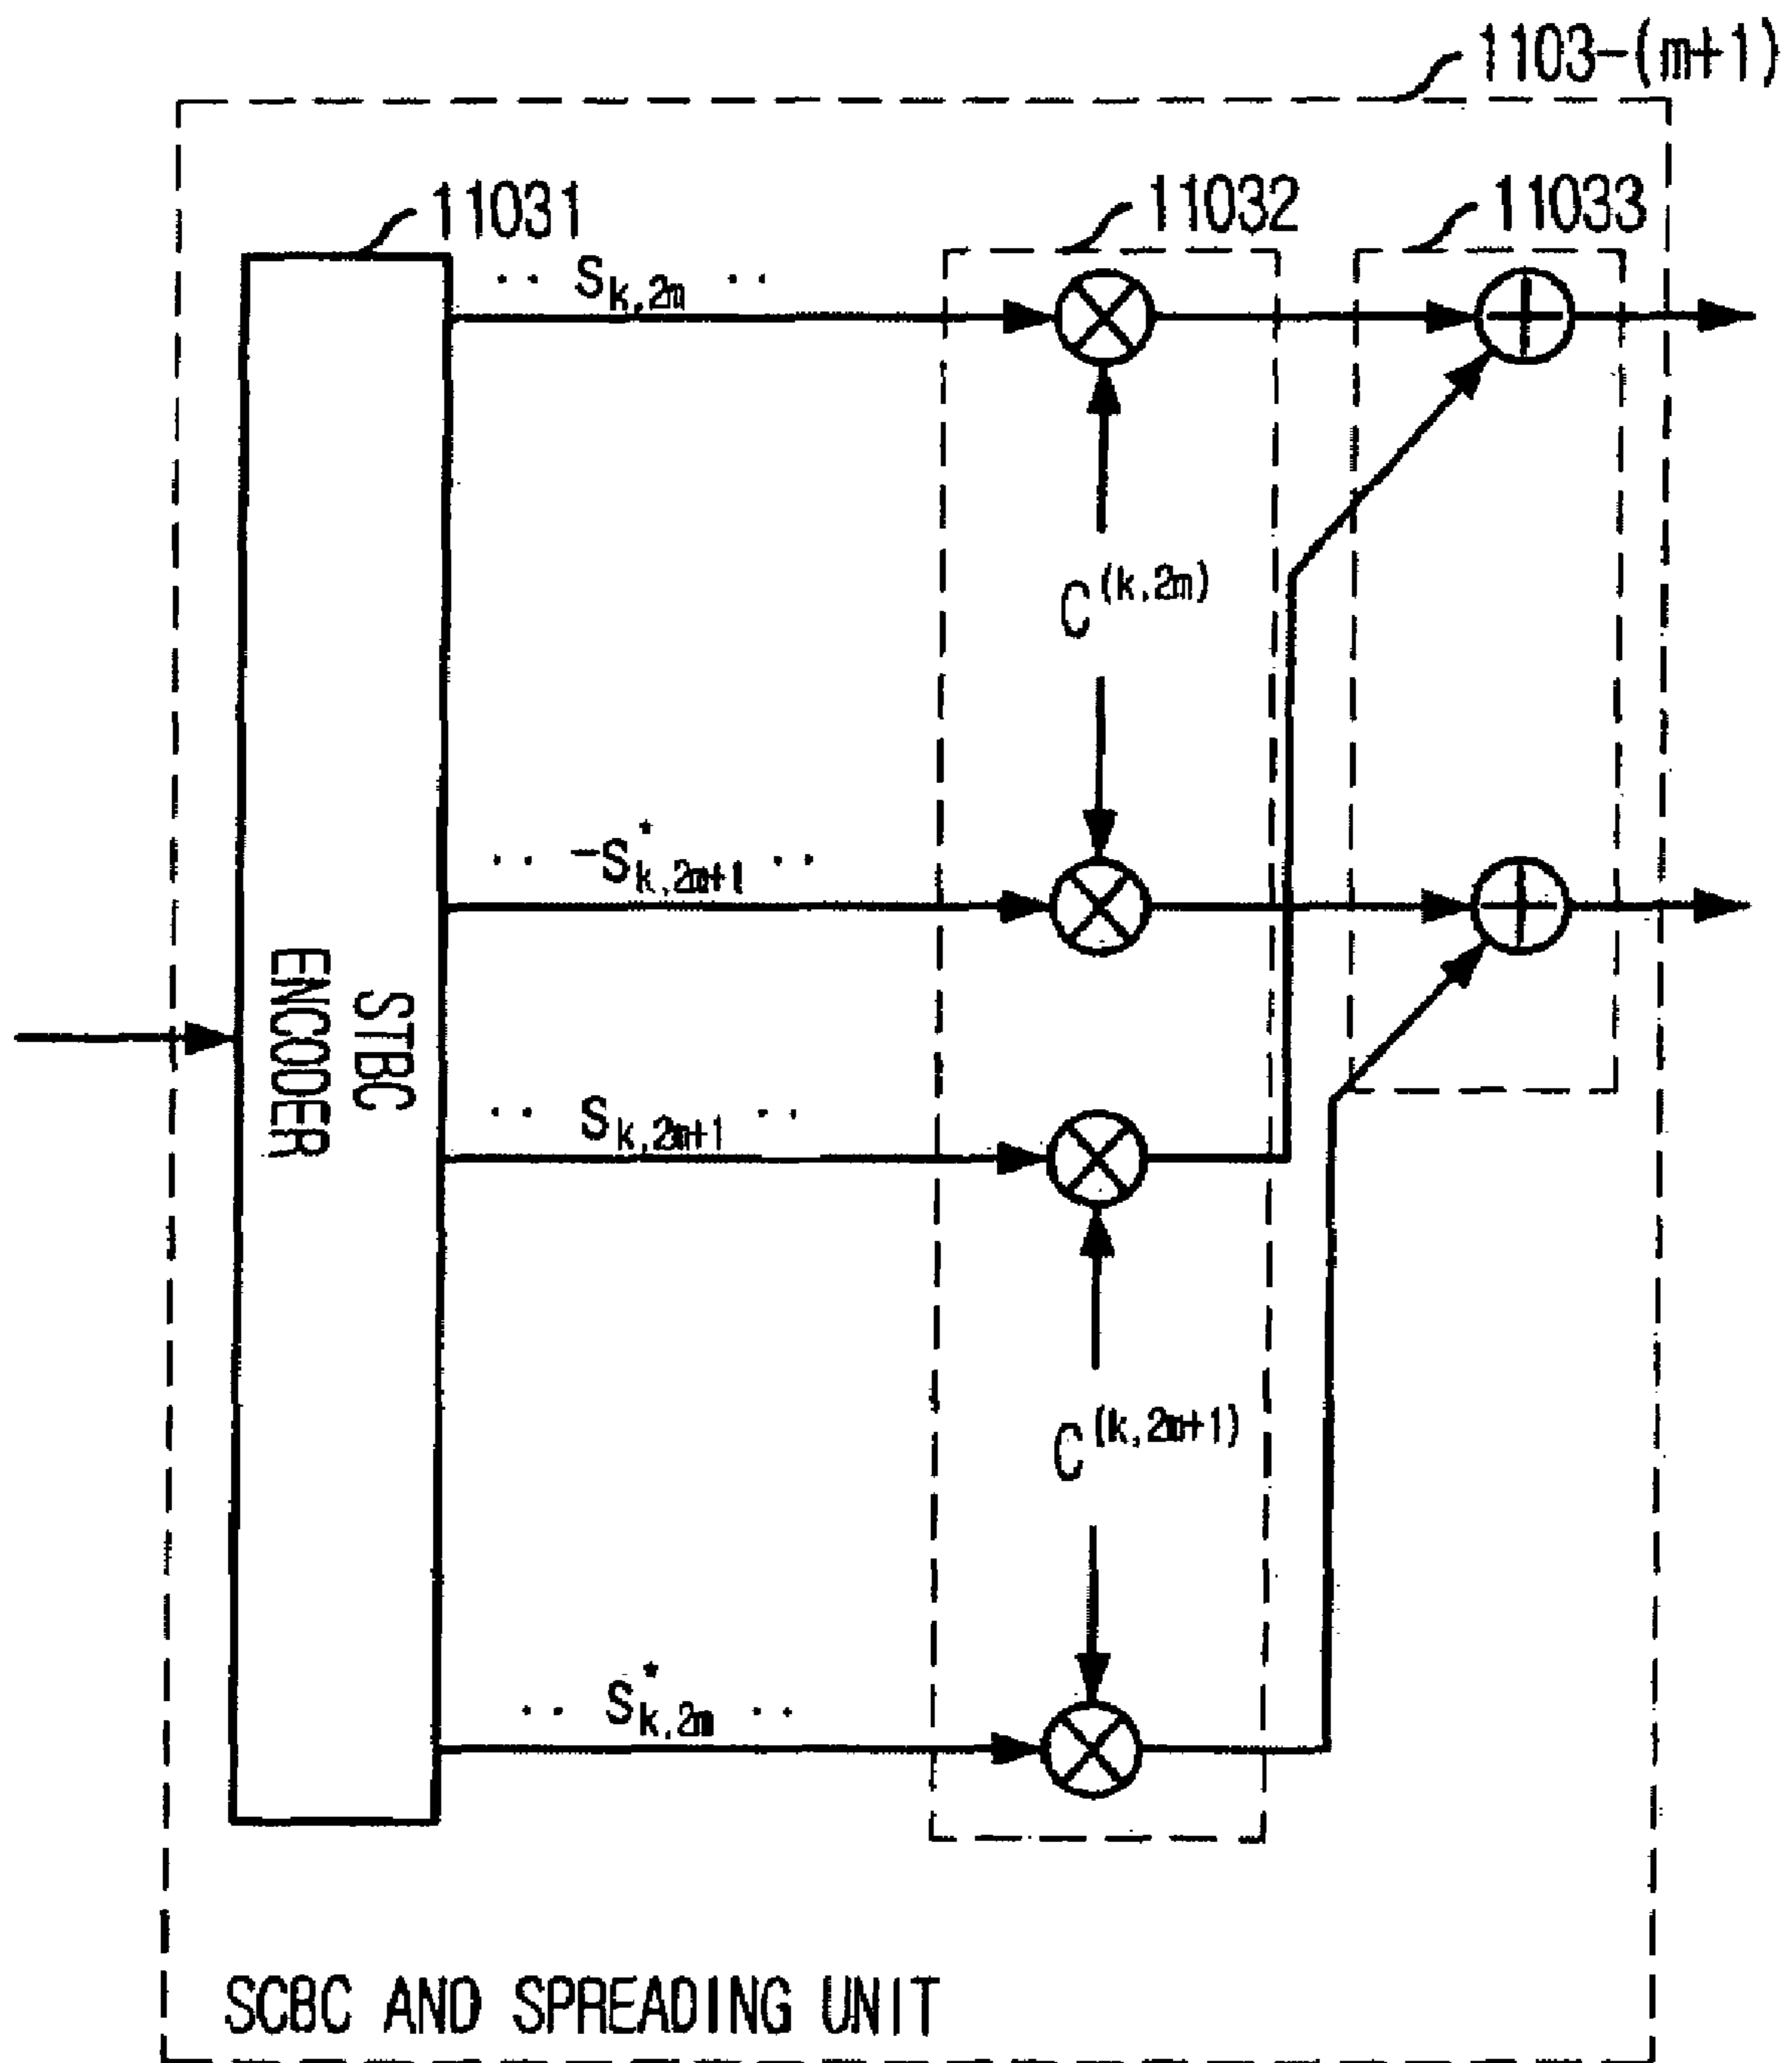 1103-(m+1)
11031
11032
11033
·· S_{k,2m} ··
C^{(k,2m)}
·· -S^{*}_{k,2m+1} ··
STBC
ENCODER
·· S_{k,2m+1} ··
C^{(k,2m+1)}
·· S^{*}_{k,2m} ··
SCBC AND SPREADING UNIT